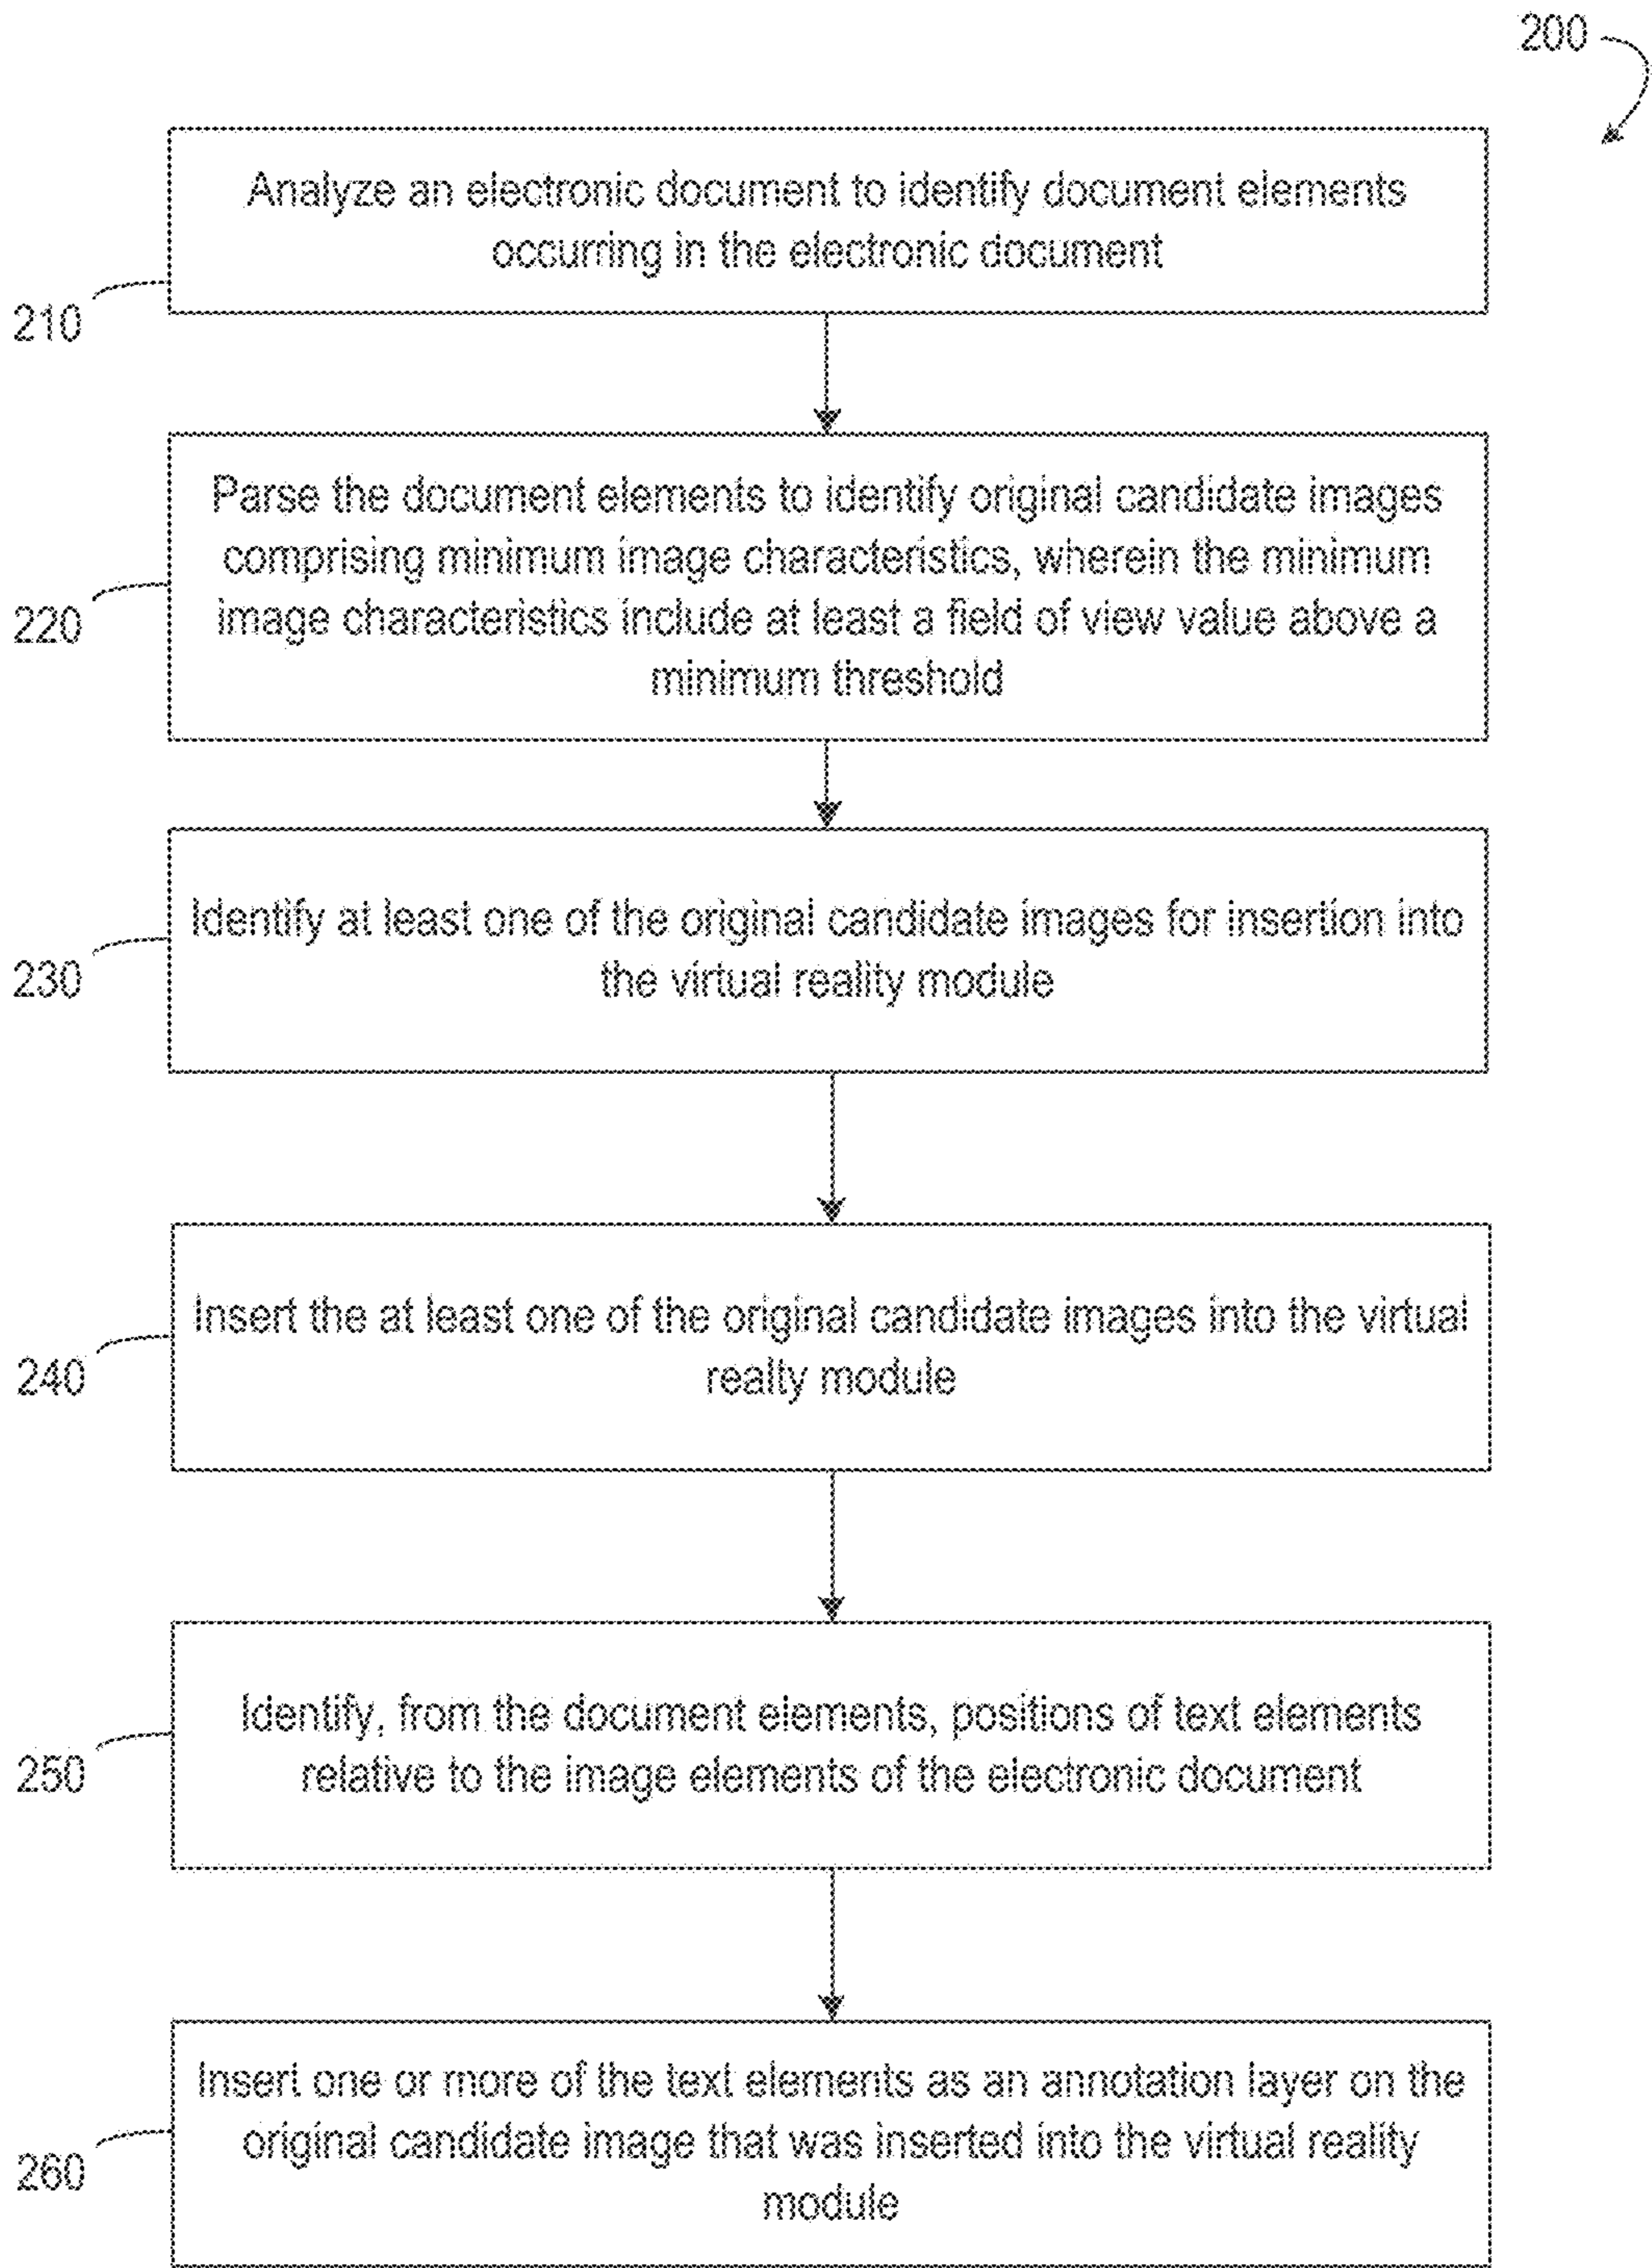 200
Analyze an electronic document to identify document elements
occurring in the electronic document
210
Parse the document elements to identify original candidate images
comprising minimum image characteristics, wherein the minimum
image characteristics include at least a field of view value above a
minimum threshold
220
Identify at least one of the original candidate images for insertion into
the virtual reality module
230
Insert the at least one of the original candidate images into the virtual
realty module
240
Identify, from the document elements, positions of text elements
relative to the image elements of the electronic document
250
Insert one or more of the text elements as an annotation layer on the
original candidate image that was inserted into the virtual reality
module
260